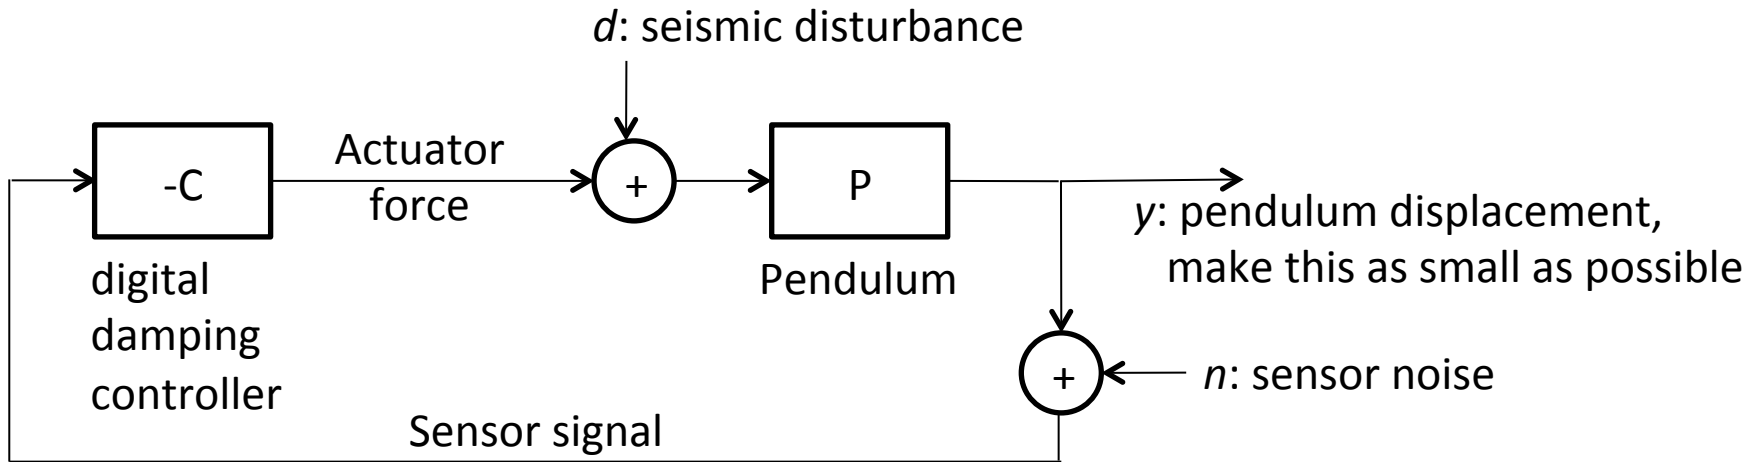 d: seismic disturbance
-C
Actuator
force
+
P
y: pendulum displacement,
make this as small as possible
digital
damping
controller
Pendulum
+
n: sensor noise
Sensor signal